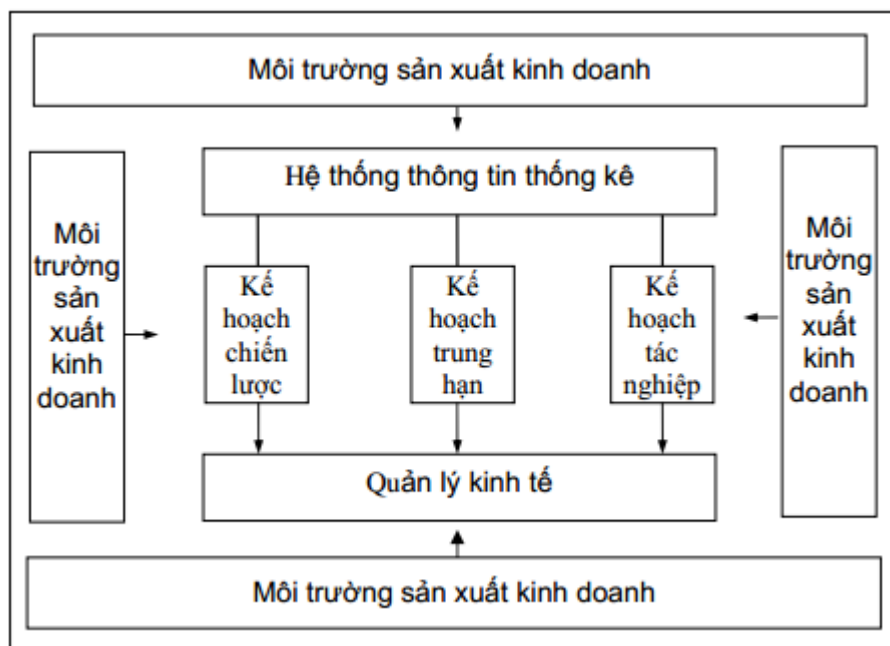 Môi trường sản xuất kinh doanh
Hệ thống thông tin thống kê
Môi
trường
sản
xuất
kinh
doanh
Kế
hoạch
chiến
lược
Kế
hoạch
trung
hạn
Kế
hoạch
tác
nghiệp
Môi
trường
sản
xuất
kinh
doanh
Quản lý kinh tế
Môi trường sản xuất kinh doanh